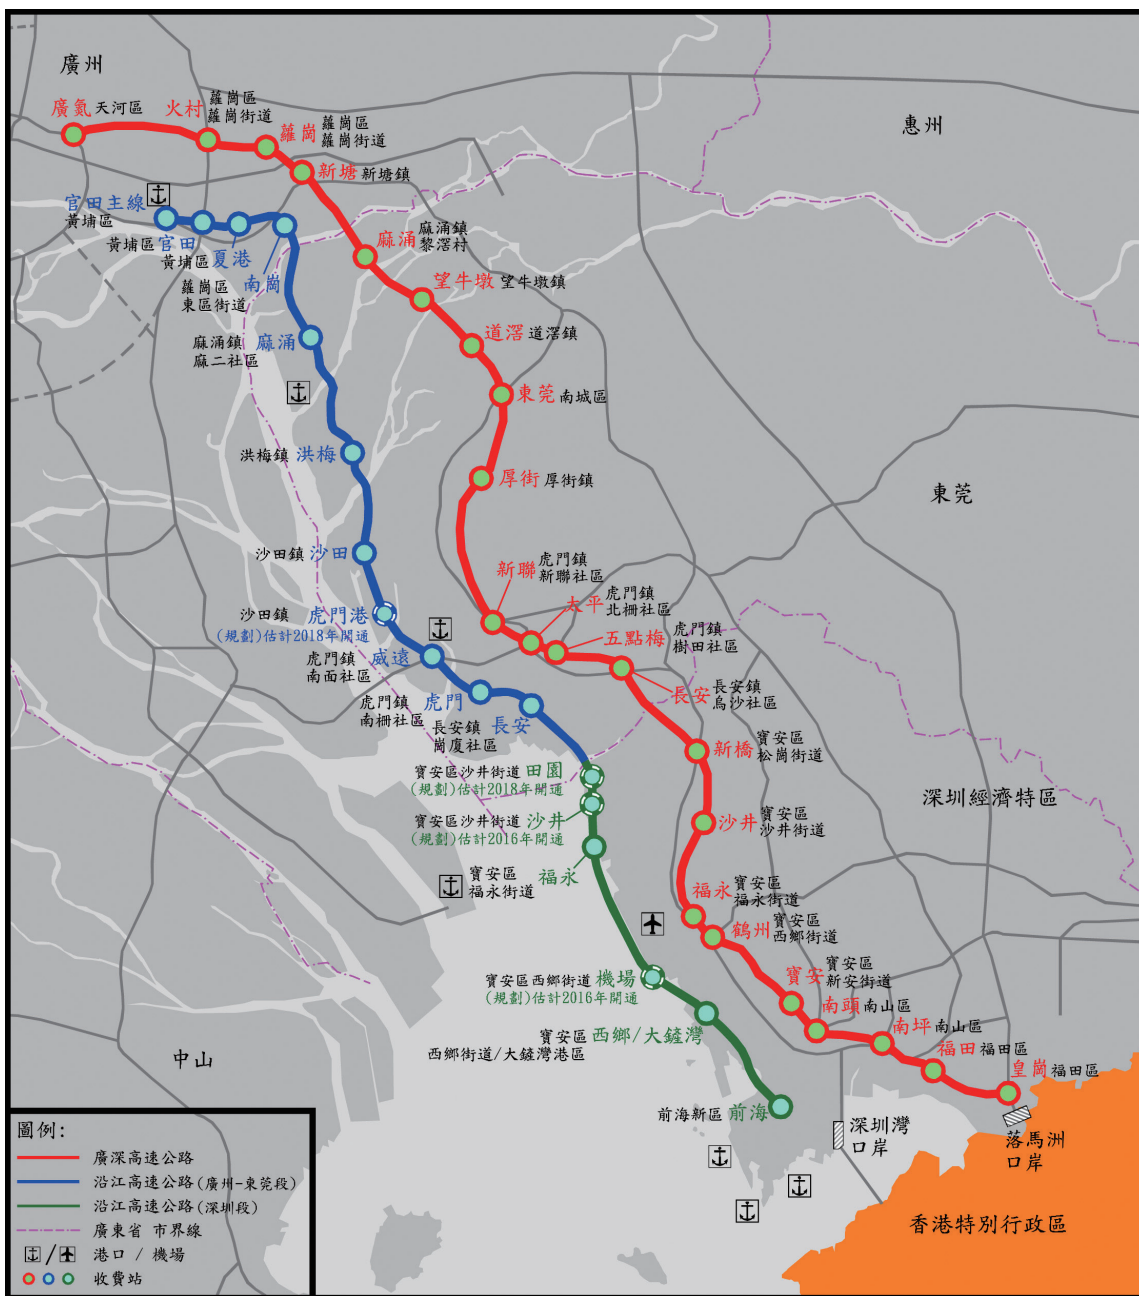 廣州
廣氮 天河區
火村
蘿崗區
蘿崗街道
蘿崗
蘿崗區
蘿崗街道
新塘 新塘鎮
惠州
官田主線
黃埔區
黃埔區 官田
黃埔區 夏港
蘿崗區
東區街道
南崗
麻涌
麻涌鎮
黎滘村
望牛墩 望牛墩鎮
麻涌鎮
麻二社區
麻涌
道滘 道滘鎮
東莞 南城區
洪梅鎮 洪梅
厚街 厚街鎮
東莞
沙田鎮 沙田
新聯
虎門鎮
新聯社區
太平
虎門鎮
北柵社區
沙田鎮 虎門港
(規劃)估計2018年開通
五點梅
虎門鎮
樹田社區
虎門鎮
南面社區
威遠
長安
長安鎮
烏沙社區
虎門鎮
南柵社區
虎門
長安鎮
崗廈社區
長安
新橋
寶安區
松崗街道
寶安區沙井街道 田園
(規劃)估計2018年開通
深圳經濟特區
寶安區沙井街道 沙井
(規劃)估計2016年開通
沙井
寶安區
沙井街道
寶安區
福永街道
福永
福永
寶安區
福永街道
鶴州
寶安區
西鄉街道
寶安區西鄉街道 機場
(規劃)估計2016年開通
寶安
寶安區
新安街道
南頭 南山區
寶安區 西鄉/大鏟灣
西鄉街道/大鏟灣港區
南坪 南山區
福田 福田區
皇崗 福田區
中山
前海新區 前海
深圳灣
口岸
落馬洲
口岸
香港特別行政區
圖例:
廣深高速公路
沿江高速公路(廣州-東莞段)
沿江高速公路(深圳段)
廣東省 市界線
/ 港口 / 機場
收費站